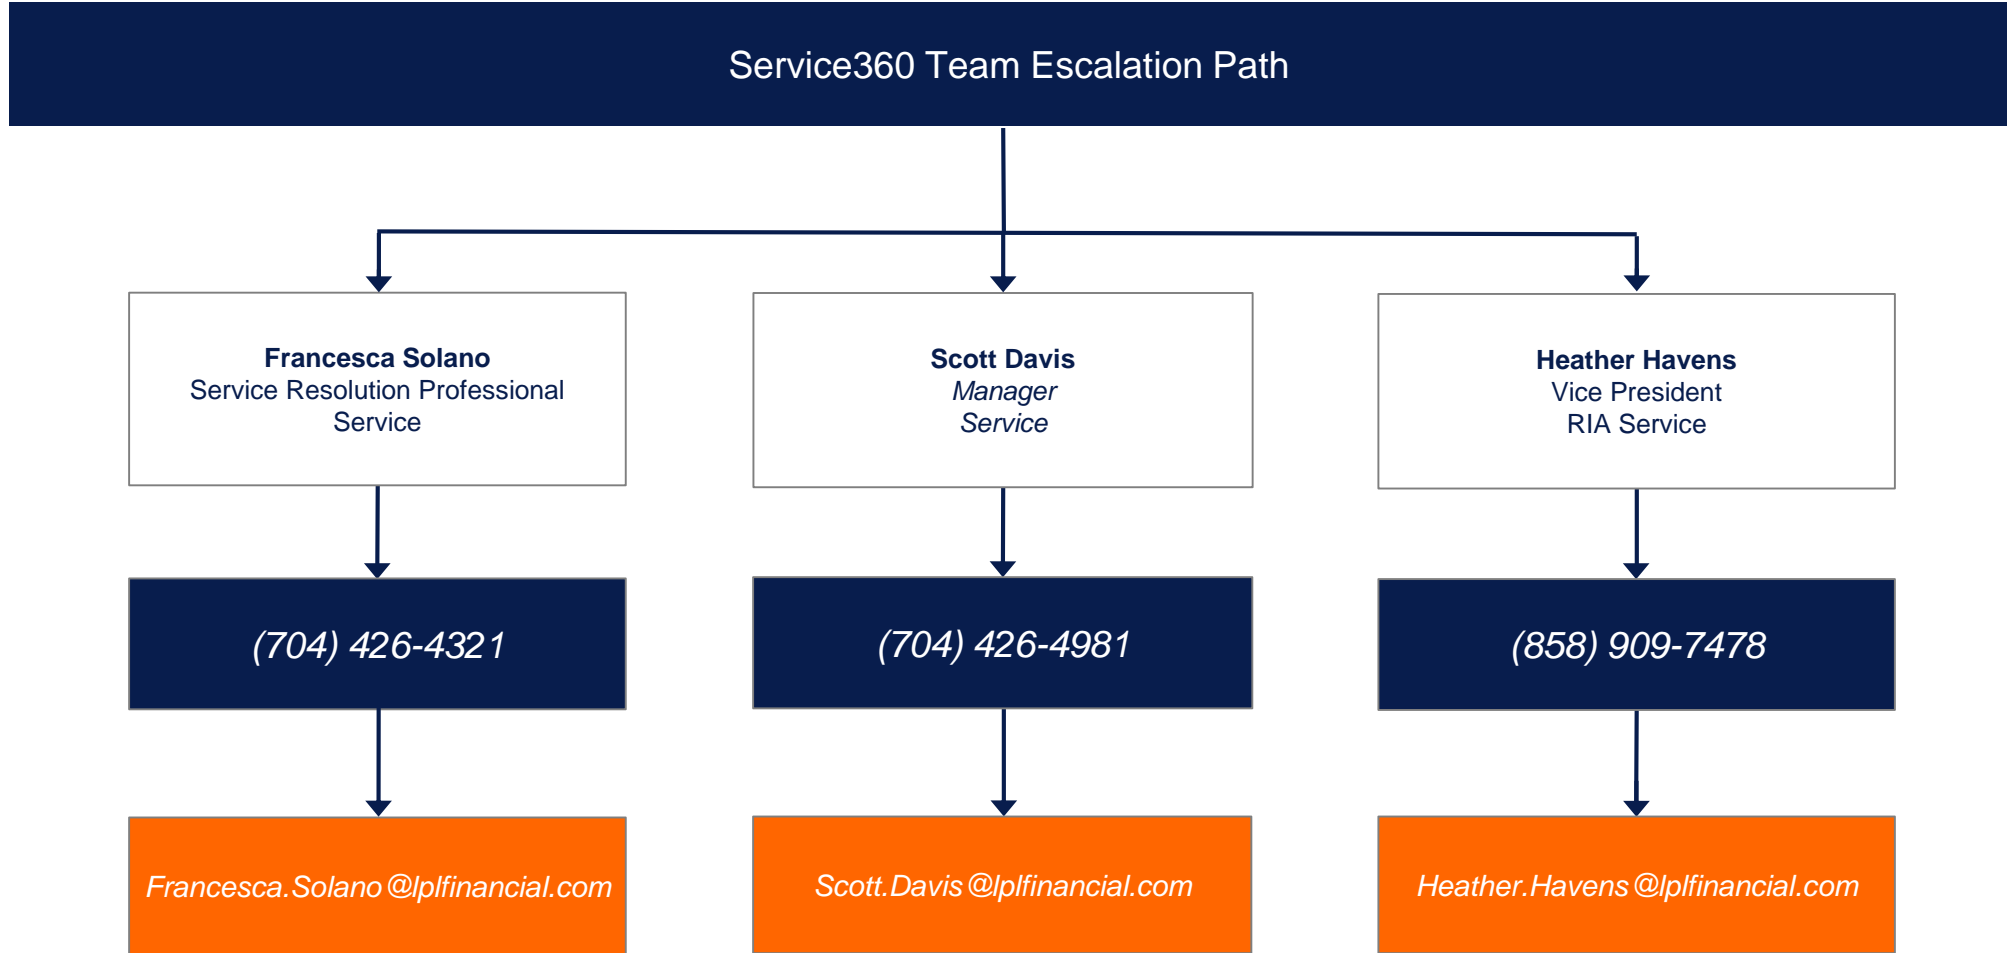 Service360 Team Escalation Path
Francesca Solano
Service Resolution Professional
Service
Scott Davis
Manager
Service
Heather Havens
Vice President
RIA Service
(704) 426-4321
(704) 426-4981
(858) 909-7478
Francesca.Solano@lplfinancial.com
Scott.Davis@lplfinancial.com
Heather.Havens@lplfinancial.com